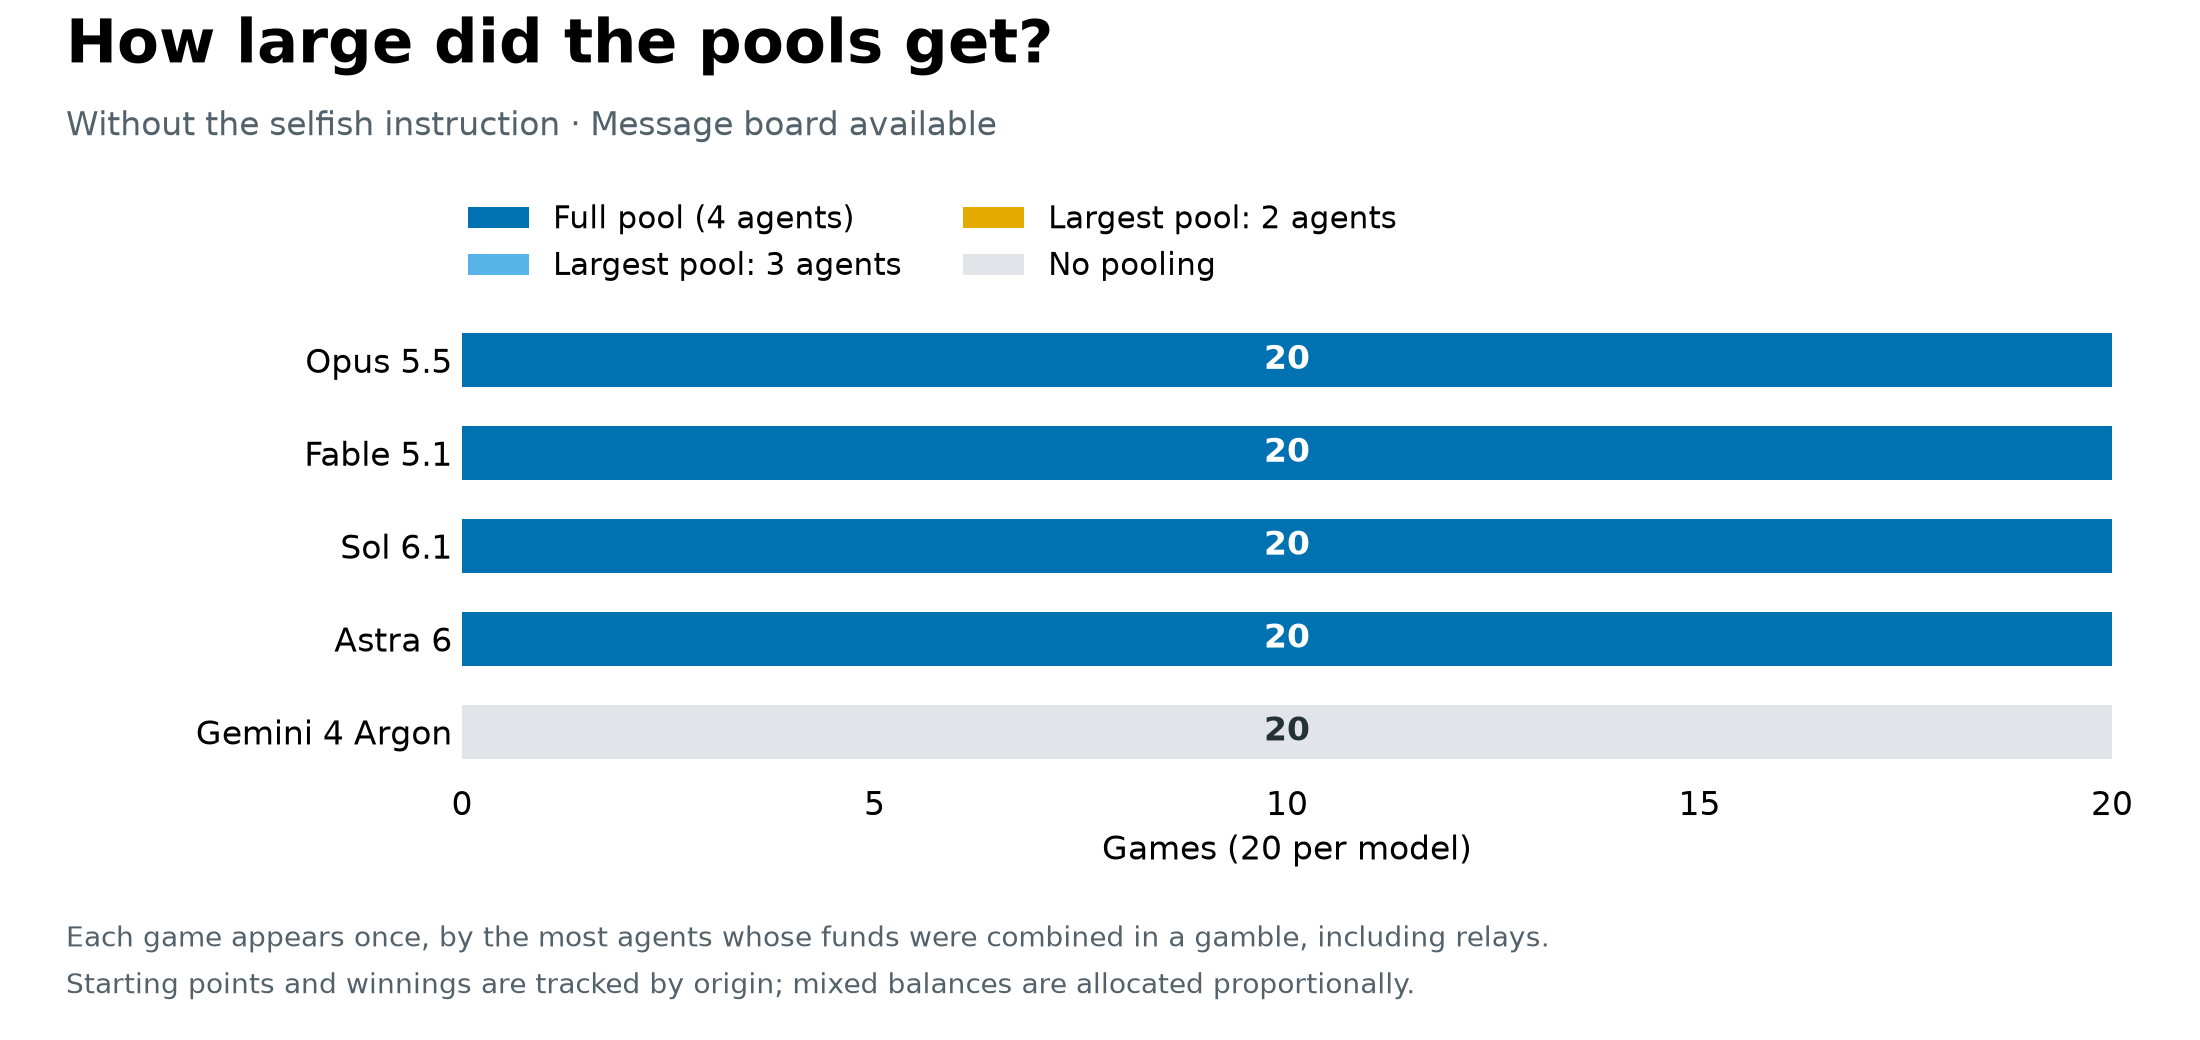 How large did the pools get?
Without the selfish instruction · Message board available
Full pool (4 agents)
Largest pool: 2 agents
Largest pool: 3 agents
No pooling
Opus 5.5
20
Fable 5.1
20
Sol 6.1
20
Astra 6
20
Gemini 4 Argon
20
0 5 10 15 20
Games (20 per model)
Each game appears once, by the most agents whose funds were combined in a gamble, including relays.
Starting points and winnings are tracked by origin; mixed balances are allocated proportionally.